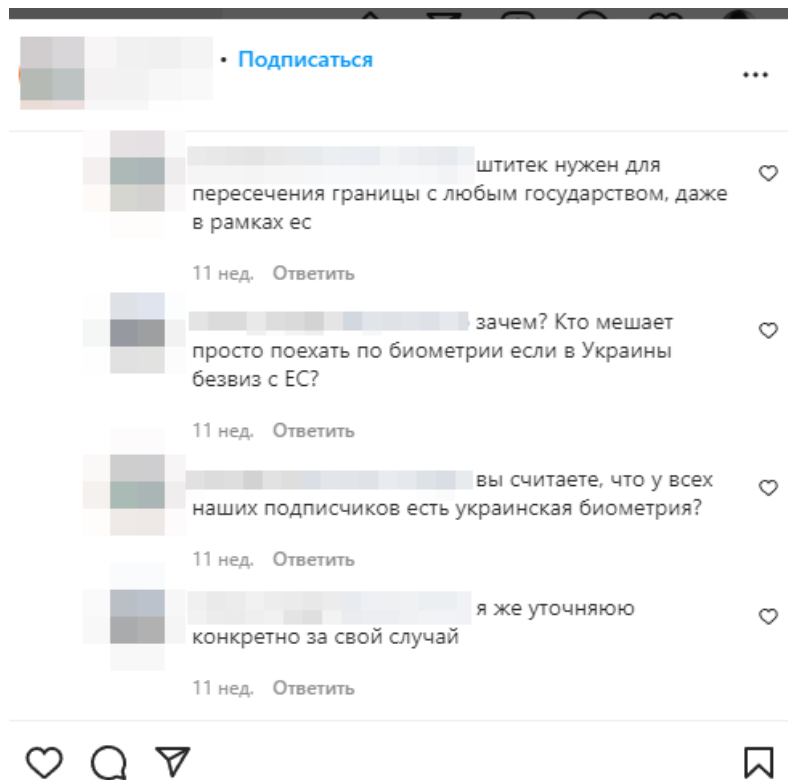 • Подписаться
штитек нужен для
пересечения границы с любым государством, даже
в рамках ес
11 нед. Ответить
зачем? Кто мешает
просто поехать по биометрии если в Украины
безвиз с ЕС?
11 нед. Ответить
вы считаете, что у всех
наших подписчиков есть украинская биометрия?
11 нед. Ответить
я же уточняюю
конкретно за свой случай
11 нед. Ответить